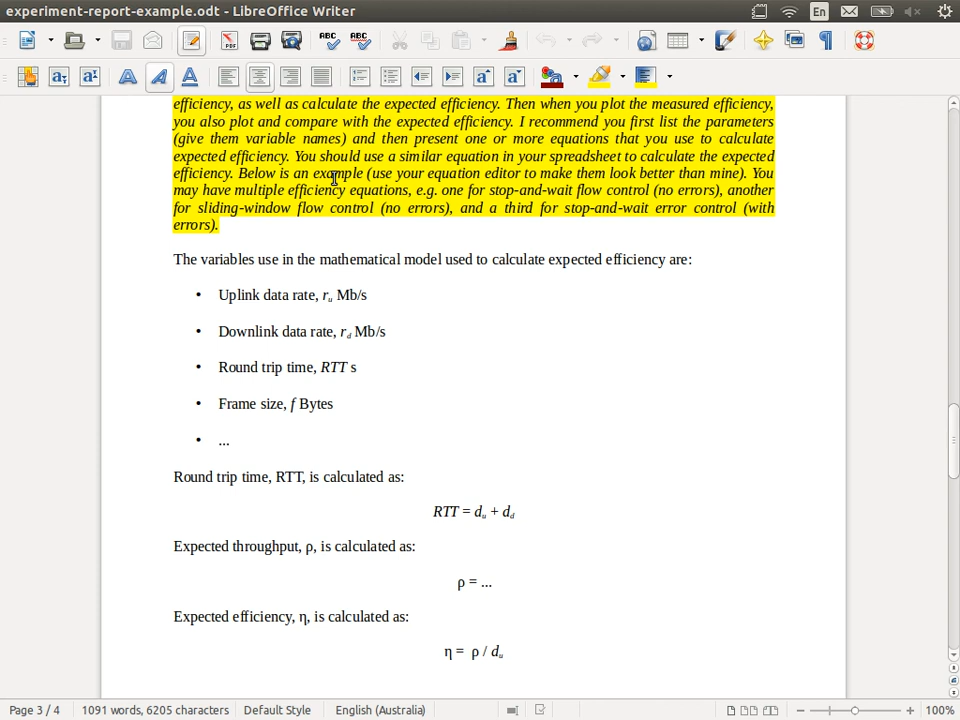 experiment-report-example.odt - LibreOffice Writer
En
efficiency, as well as calculate the expected efficiency. Then when you plot the measured efficiency,
you also plot and compare with the expected efficiency. I recommend you first list the parameters
(give them variable names) and then present one or more equations that you use to calculate
expected efficiency. You should use a similar equation in your spreadsheet to calculate the expected
efficiency. Below is an example (use your equation editor to make them look better than mine). You
may have multiple efficiency equations, e.g. one for stop-and-wait flow control (no errors), another
for sliding-window flow control (no errors), and a third for stop-and-wait error control (with
errors).
The variables use in the mathematical model used to calculate expected efficiency are:
• Uplink data rate, ru Mb/s
• Downlink data rate, rd Mb/s
• Round trip time, RTT s
• Frame size, f Bytes
• ...
Round trip time, RTT, is calculated as:
RTT = du + dd
Expected throughput, ρ, is calculated as:
ρ = ...
Expected efficiency, η, is calculated as:
η = ρ / du
Page 3 / 4 1091 words, 6205 characters Default Style English (Australia) 100%